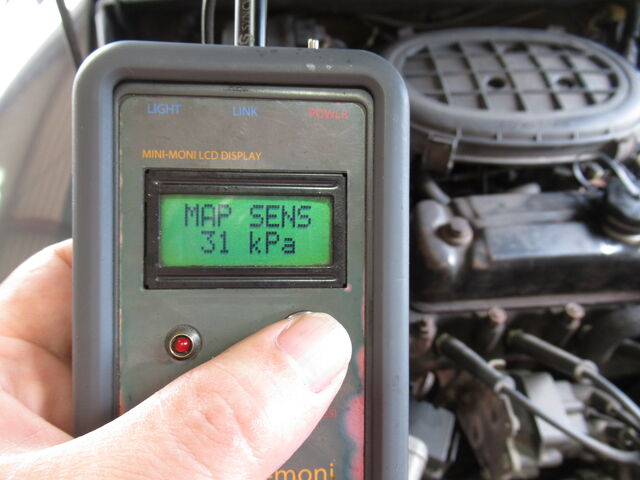 LIGHT LINK POWER
MINI-MONI LCD DISPLAY
MAP SENS
31 kPa
moni